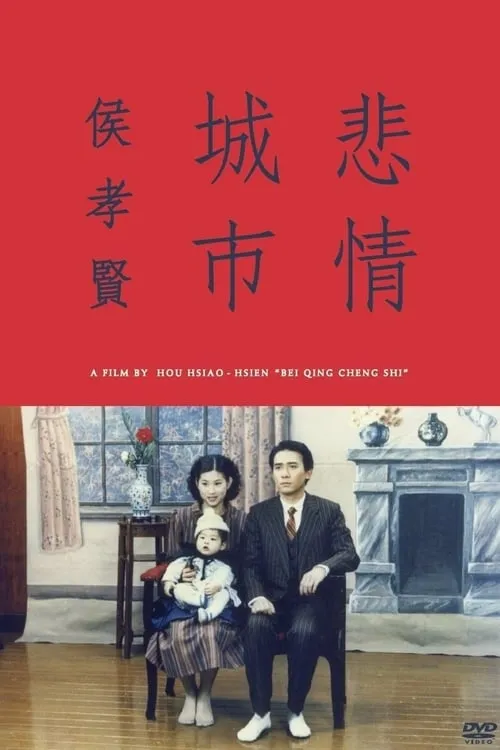 悲情
城市
侯孝賢
A FILM BY HOU HSIAO-HSIEN "BEI QING CHENG SHI"
DVD
VIDEO